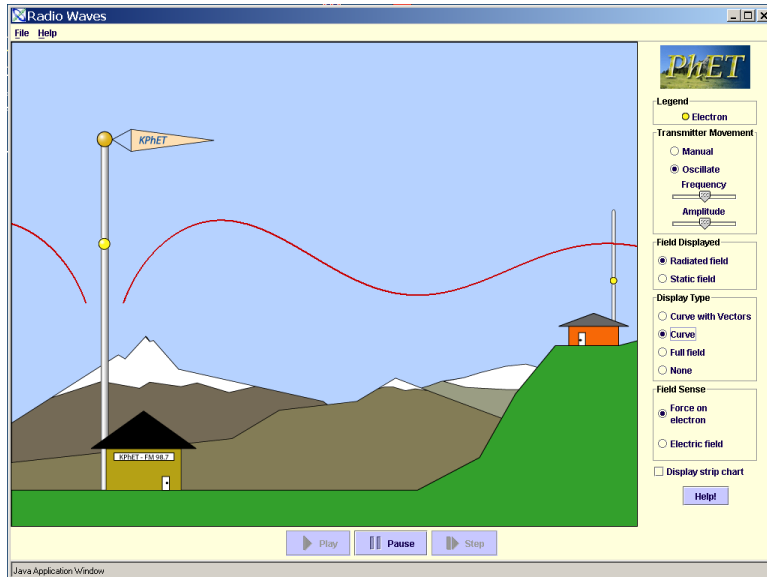 Radio Waves
File Help
KPhET
KPhET - FM 98.7
PhET
Legend
Electron
Transmitter Movement
Manual
Oscillate
Frequency
Amplitude
Field Displayed
Radiated field
Static field
Display Type
Curve with Vectors
Curve
Full field
None
Field Sense
Force on
electron
Electric field
Display strip chart
Help!
Play Pause Step
Java Application Window